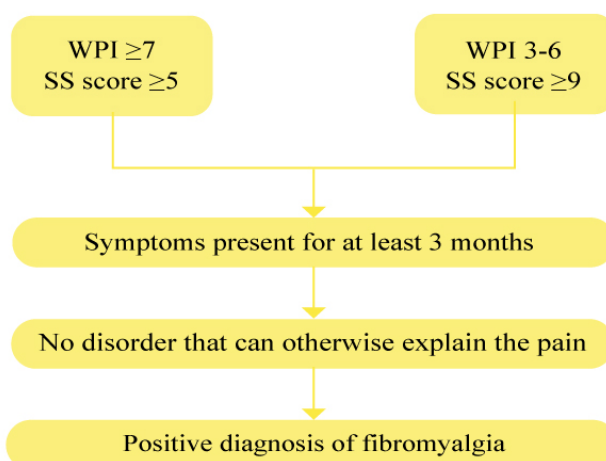 WPI ≥7
SS score ≥5
WPI 3-6
SS score ≥9
Symptoms present for at least 3 months
No disorder that can otherwise explain the pain
Positive diagnosis of fibromyalgia